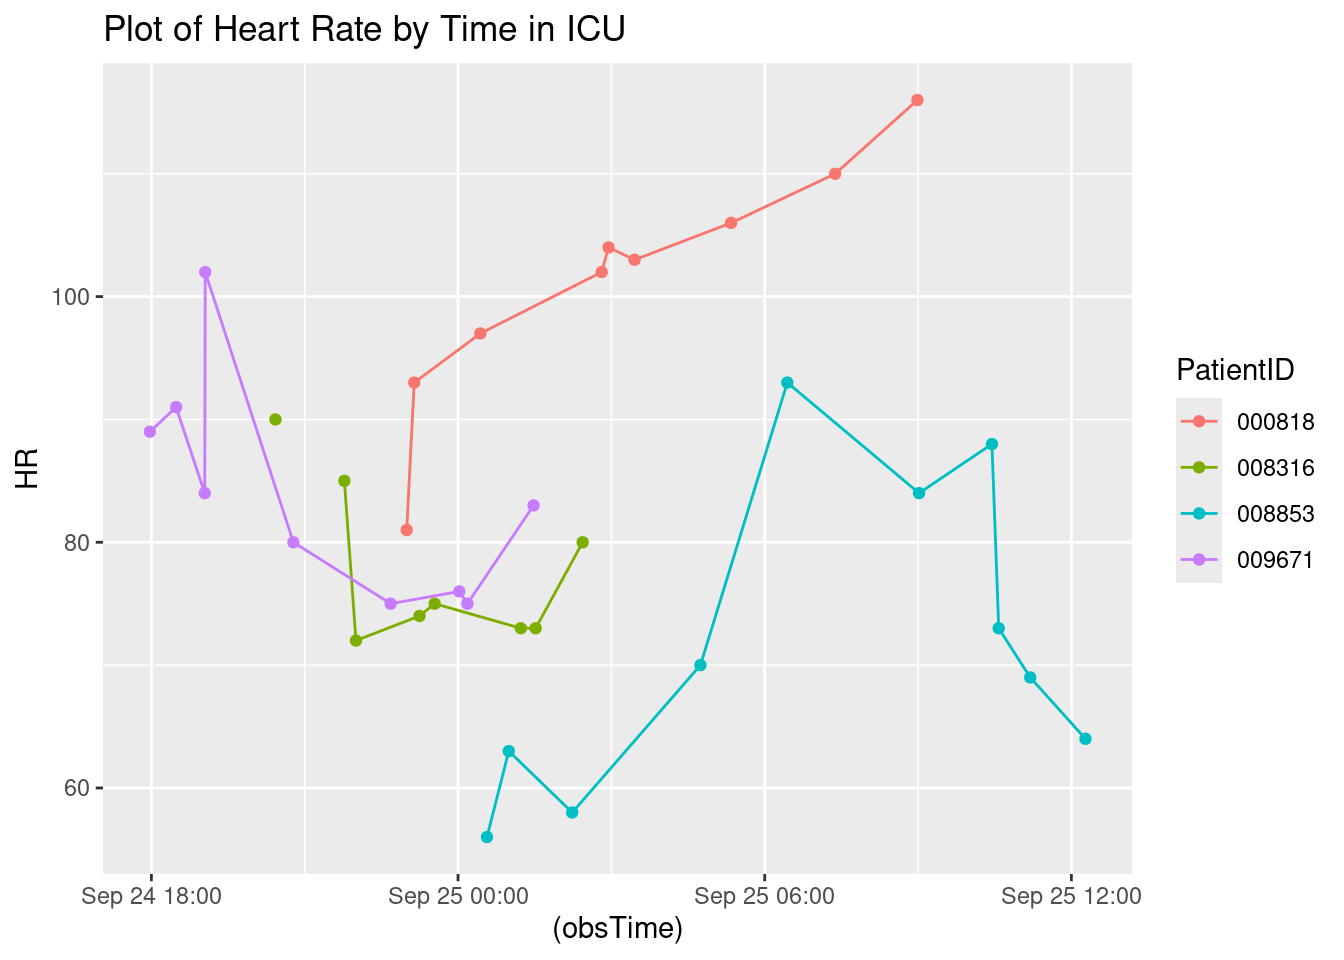 Plot of Heart Rate by Time in ICU
HR
100
80
60
Sep 24 18:00
Sep 25 00:00
Sep 25 06:00
Sep 25 12:00
(obsTime)
PatientID
000818
008316
008853
009671